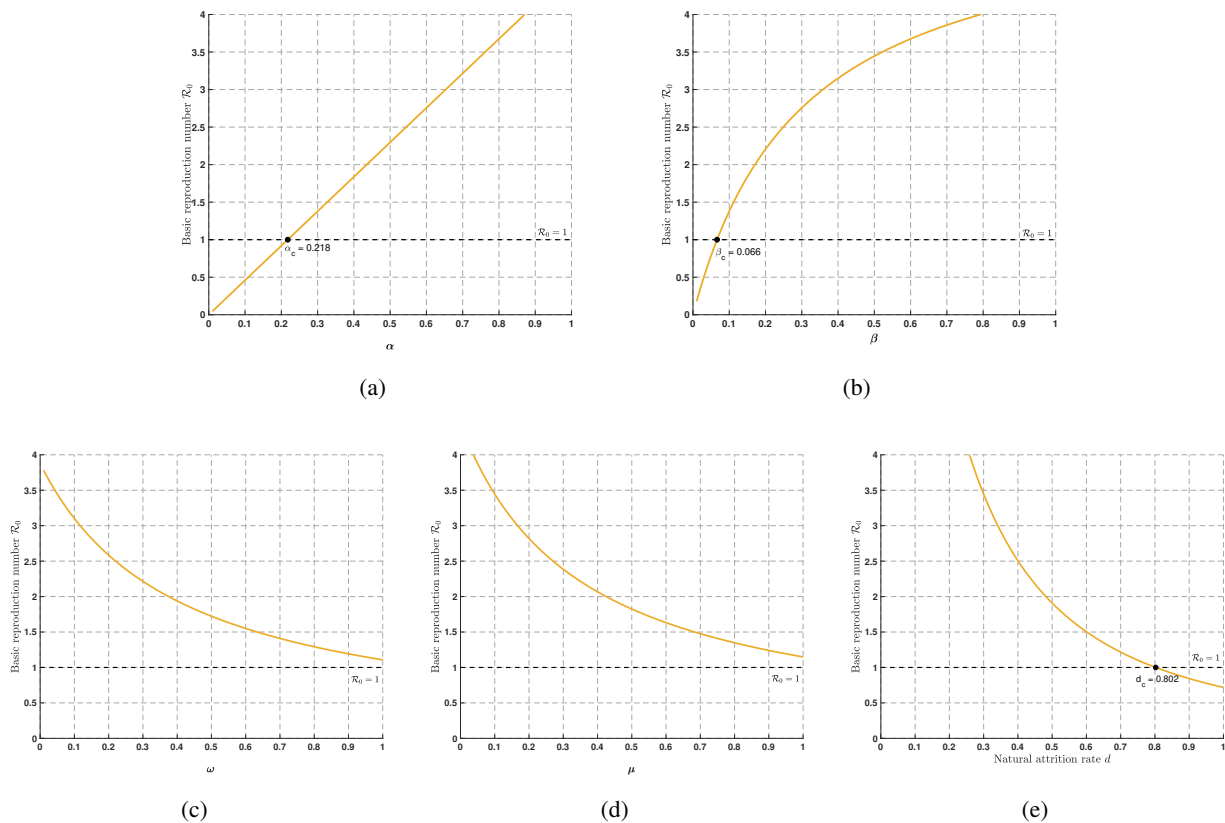 4
3.5
3
2.5
2
1.5
1
0.5
0
Basic reproduction number R₀
R₀ = 1
α_c = 0.218
0 0.1 0.2 0.3 0.4 0.5 0.6 0.7 0.8 0.9 1
α
(a)
4
3.5
3
2.5
2
1.5
1
0.5
0
Basic reproduction number R₀
R₀ = 1
β_c = 0.066
0 0.1 0.2 0.3 0.4 0.5 0.6 0.7 0.8 0.9 1
β
(b)
4
3.5
3
2.5
2
1.5
1
0.5
0
Basic reproduction number R₀
R₀ = 1
0 0.1 0.2 0.3 0.4 0.5 0.6 0.7 0.8 0.9 1
ω
(c)
4
3.5
3
2.5
2
1.5
1
0.5
0
Basic reproduction number R₀
R₀ = 1
0 0.1 0.2 0.3 0.4 0.5 0.6 0.7 0.8 0.9 1
μ
(d)
4
3.5
3
2.5
2
1.5
1
0.5
0
Basic reproduction number R₀
R₀ = 1
d_c = 0.802
0 0.1 0.2 0.3 0.4 0.5 0.6 0.7 0.8 0.9 1
Natural attrition rate d
(e)